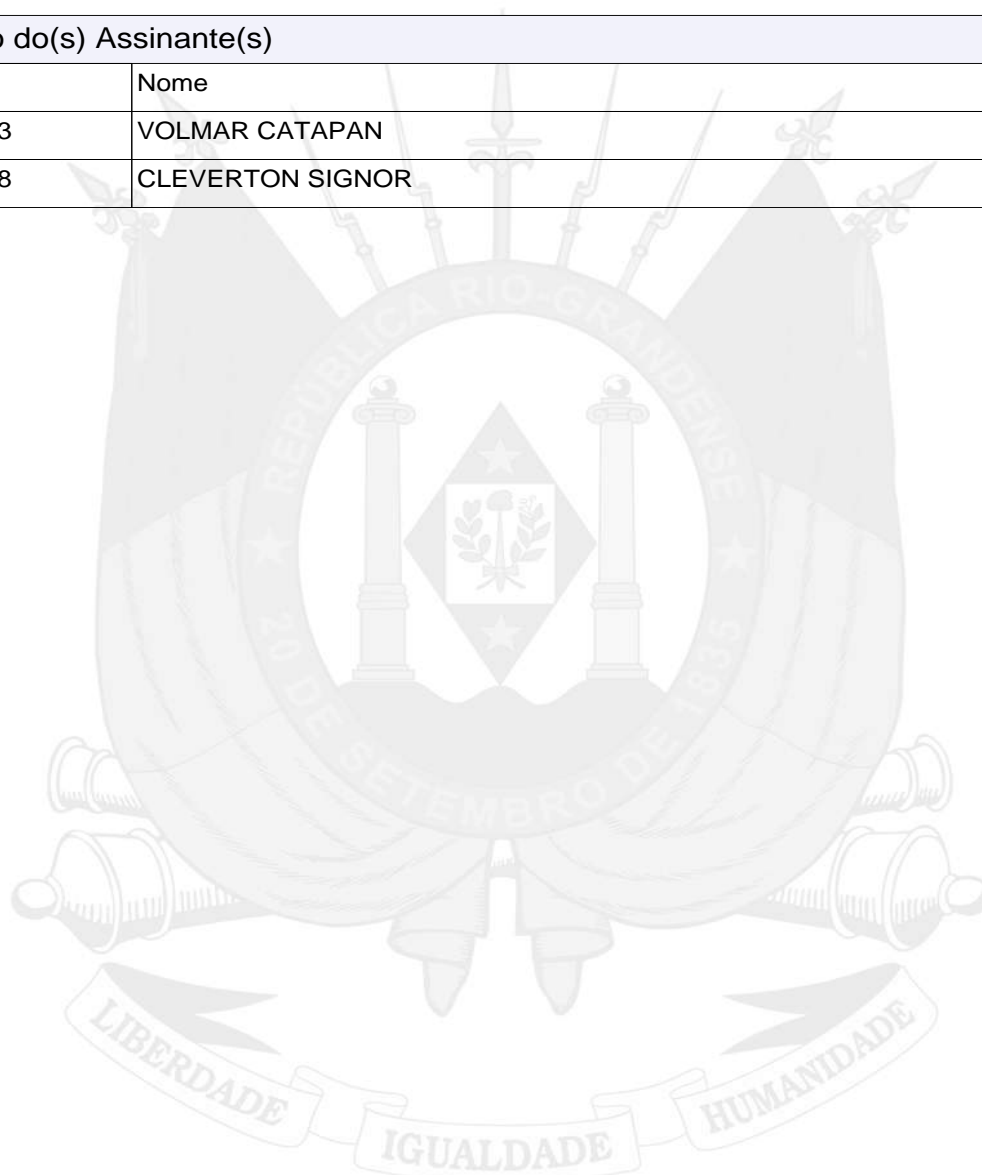 o do(s) Assinante(s)
Nome
3 VOLMAR CATAPAN
8 CLEVERTON SIGNOR
REPÚBLICA RIO-GRANDENSE
20 DE SETEMBRO DE 1835
LIBERDADE IGUALDADE HUMANIDADE